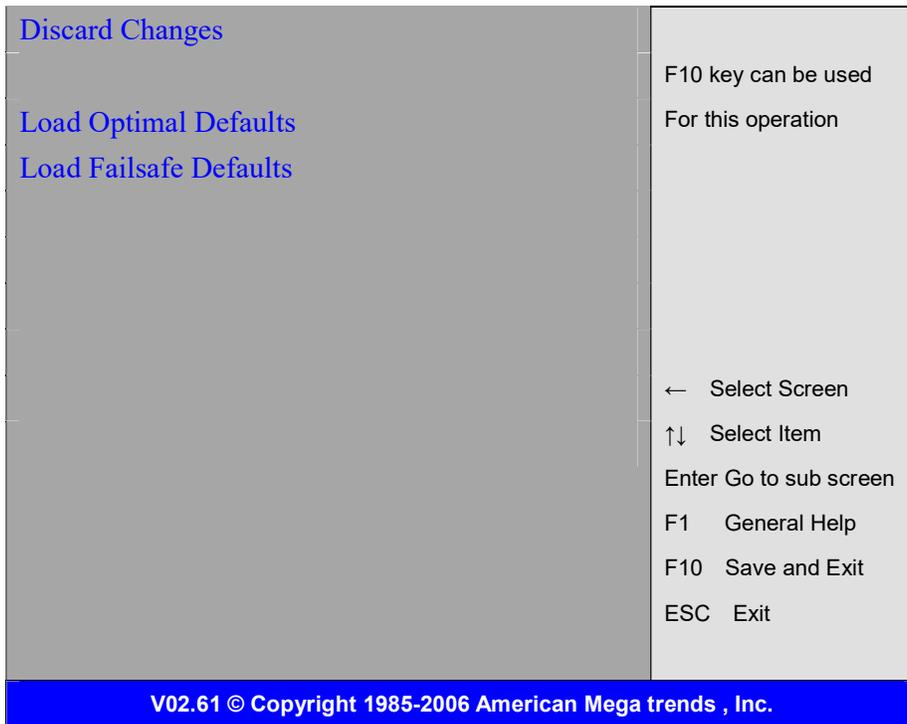 Discard Changes
Load Optimal Defaults
Load Failsafe Defaults
F10 key can be used
For this operation
← Select Screen
↑↓ Select Item
Enter Go to sub screen
F1 General Help
F10 Save and Exit
ESC Exit
V02.61 © Copyright 1985-2006 American Mega trends , Inc.